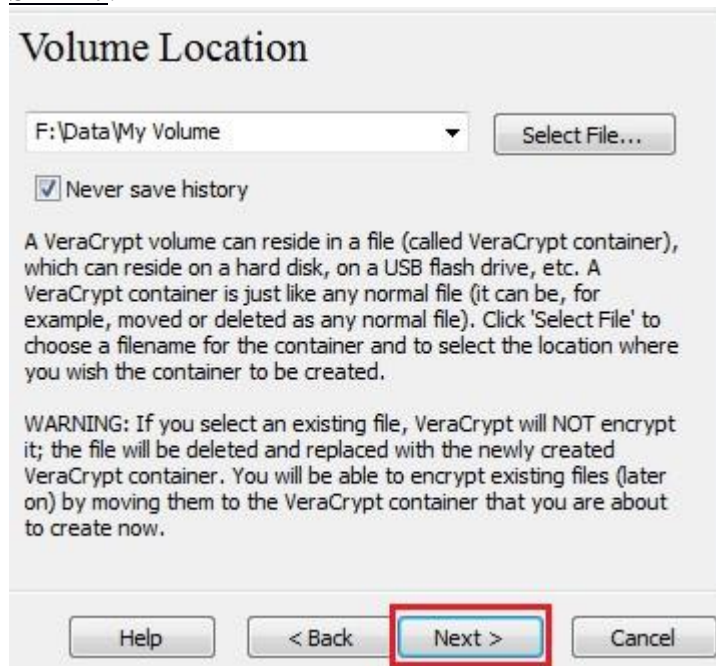 Volume Location
F:\Data\My Volume
Select File...
Never save history
A VeraCrypt volume can reside in a file (called VeraCrypt container),
which can reside on a hard disk, on a USB flash drive, etc. A
VeraCrypt container is just like any normal file (it can be, for
example, moved or deleted as any normal file). Click 'Select File' to
choose a filename for the container and to select the location where
you wish the container to be created.
WARNING: If you select an existing file, VeraCrypt will NOT encrypt
it; the file will be deleted and replaced with the newly created
VeraCrypt container. You will be able to encrypt existing files (later
on) by moving them to the VeraCrypt container that you are about
to create now.
Help < Back Next > Cancel